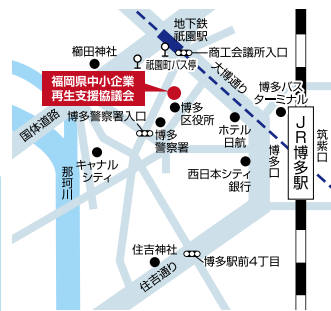 地下鉄
祇園駅
櫛田神社
祇園町バス停
商工会議所入口
大博通り
福岡県中小企業
再生支援協議会
国体道路
博多警察署入口
博多
区役所
博多バス
ターミナル
博多
警察署
ホテル
日航
博多口
JR博多駅
筑紫口
那珂川
キャナル
シティ
西日本シティ
銀行
住吉神社
住吉通り
博多駅前4丁目